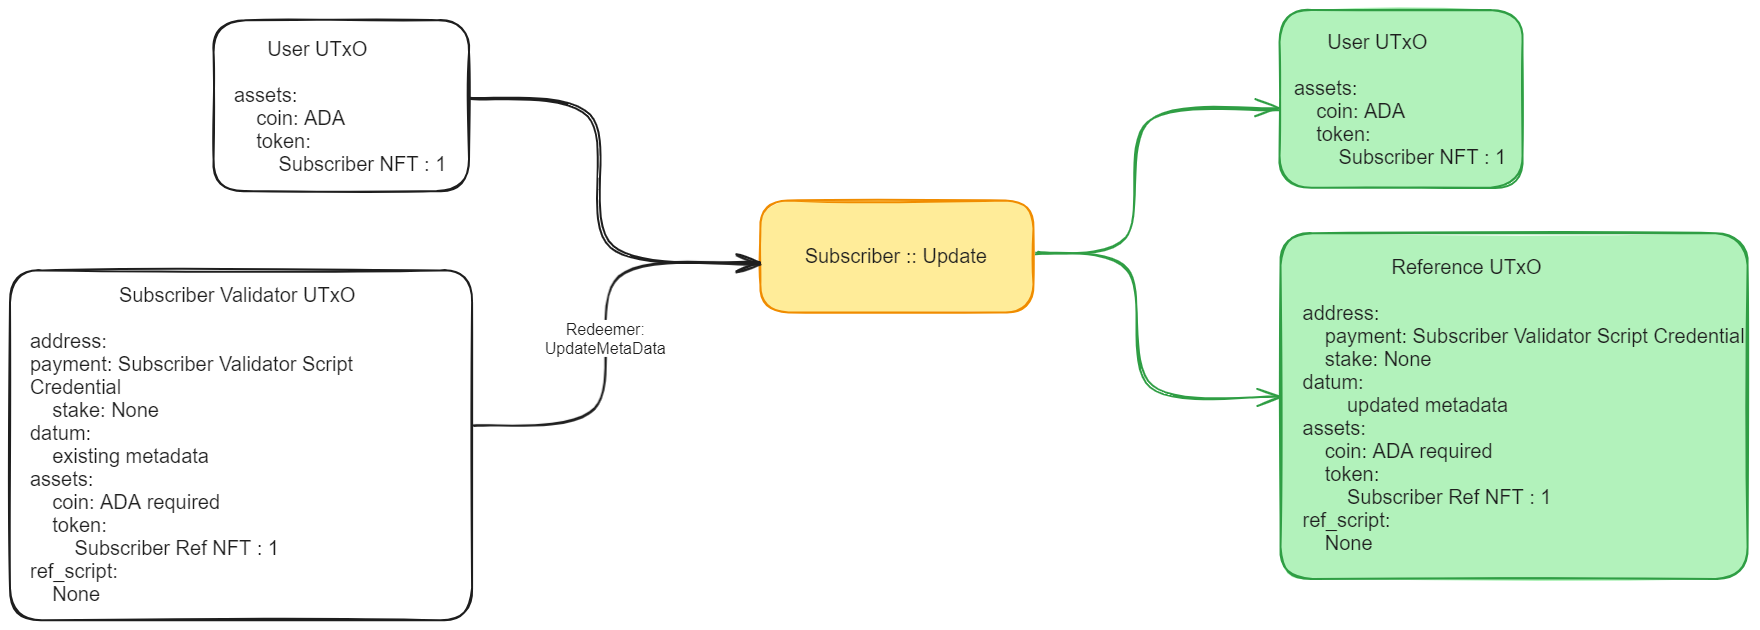 User UTxO
assets:
coin: ADA
token:
Subscriber NFT : 1
Subscriber Validator UTxO
address:
payment: Subscriber Validator Script
Credential
stake: None
datum:
existing metadata
assets:
coin: ADA required
token:
Subscriber Ref NFT : 1
ref_script:
None
Redeemer:
UpdateMetaData
Subscriber :: Update
User UTxO
assets:
coin: ADA
token:
Subscriber NFT : 1
Reference UTxO
address:
payment: Subscriber Validator Script Credential
stake: None
datum:
updated metadata
assets:
coin: ADA required
token:
Subscriber Ref NFT : 1
ref_script:
None